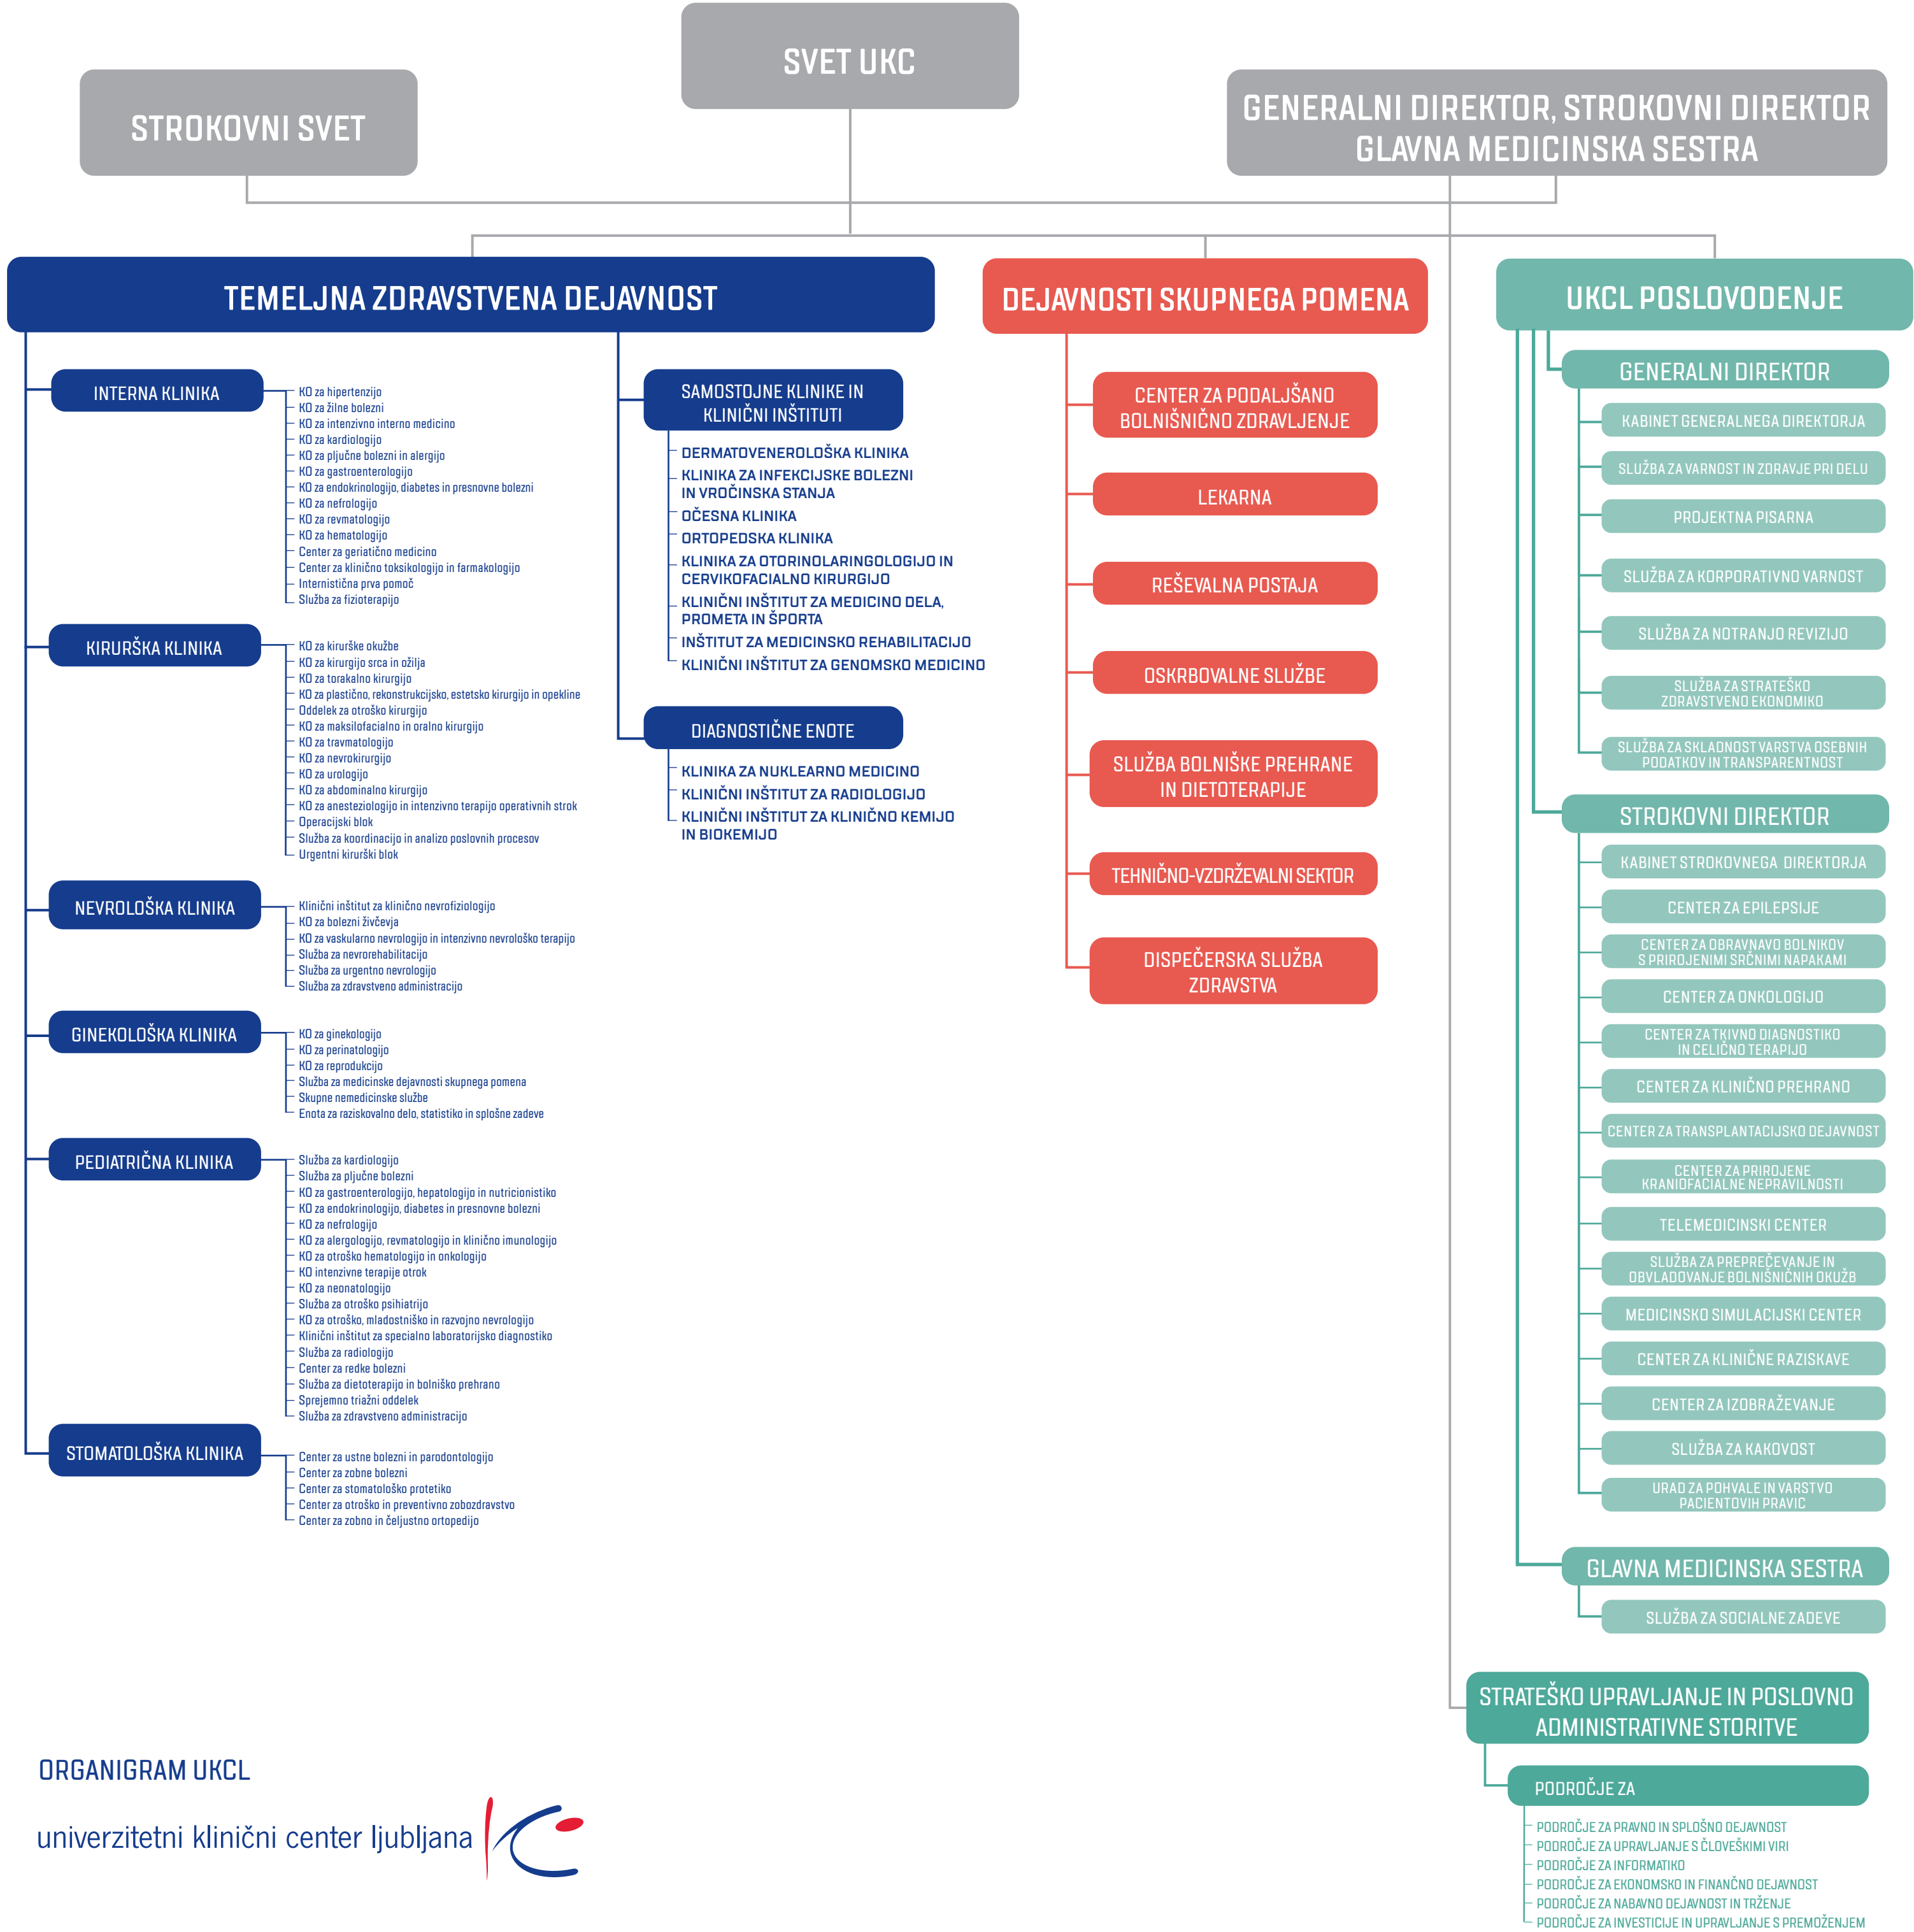 SVET UKC
STROKOVNI SVET
GENERALNI DIREKTOR, STROKOVNI DIREKTOR
GLAVNA MEDICINSKA SESTRA
TEMELJNA ZDRAVSTVENA DEJAVNOST
INTERNA KLINIKA
KO za hipertenzijo
KO za žilne bolezni
KO za intenzivno interno medicino
KO za kardiologijo
KO za pljučne bolezni in alergijo
KO za gastroenterologijo
KO za endokrinologijo, diabetes in presnovne bolezni
KO za nefrologijo
KO za revmatologijo
KO za hematologijo
Center za geriatično medicino
Center za klinično toksikologijo in farmakologijo
Internistična prva pomoč
Služba za fizioterapijo
KIRURŠKA KLINIKA
KO za kirurške okužbe
KO za kirurgijo srca in ožilja
KO za torakalno kirurgijo
KO za plastično, rekonstrukcijsko, estetsko kirurgijo in opekline
Oddelek za otroško kirurgijo
KO za maksilofacialno in oralno kirurgijo
KO za travmatologijo
KO za nevrokirurgijo
KO za urologijo
KO za abdominalno kirurgijo
KO za anesteziologijo in intenzivno terapijo operativnih strok
Operacijski blok
Služba za koordinacijo in analizo poslovnih procesov
Urgentni kirurški blok
NEVROLOŠKA KLINIKA
Klinični inštitut za klinično nevrofiziologijo
KO za bolezni živčevja
KO za vaskularno nevrologijo in intenzivno nevrološko terapijo
Služba za nevrorehabilitacijo
Služba za urgentno nevrologijo
Služba za zdravstveno administracijo
GINEKOLOŠKA KLINIKA
KO za ginekologijo
KO za perinatologijo
KO za reprodukcijo
Služba za medicinske dejavnosti skupnega pomena
Skupne nemedicinske službe
Enota za raziskovalno delo, statistiko in splošne zadeve
PEDIATRIČNA KLINIKA
Služba za kardiologijo
Služba za pljučne bolezni
KO za gastroenterologijo, hepatologijo in nutricionistiko
KO za endokrinologijo, diabetes in presnovne bolezni
KO za nefrologijo
KO za alergologijo, revmatologijo in klinično imunologijo
KO za otroško hematologijo in onkologijo
KO intenzivne terapije otrok
KO za neonatologijo
Služba za otroško psihiatrijo
KO za otroško, mladostniško in razvojno nevrologijo
Klinični inštitut za specialno laboratorijsko diagnostiko
Služba za radiologijo
Center za redke bolezni
Služba za dietoterapijo in bolniško prehrano
Sprejemno triažni oddelek
Služba za zdravstveno administracijo
STOMATOLOŠKA KLINIKA
Center za ustne bolezni in parodontologijo
Center za zobne bolezni
Center za stomatološko protetiko
Center za otroško in preventivno zobozdravstvo
Center za zobno in čeljustno ortopedijo
SAMOSTOJNE KLINIKE IN
KLINIČNI INŠTITUTI
DERMATOVENEROLOŠKA KLINIKA
KLINIKA ZA INFEKCIJSKE BOLEZNI
IN VROČINSKA STANJA
OČESNA KLINIKA
ORTOPEDSKA KLINIKA
KLINIKA ZA OTORINOLARINGOLOGIJO IN
CERVIKOFACIALNO KIRURGIJO
KLINIČNI INŠTITUT ZA MEDICINO DELA,
PROMETA IN ŠPORTA
INŠTITUT ZA MEDICINSKO REHABILITACIJO
KLINIČNI INŠTITUT ZA GENOMSKO MEDICINO
DIAGNOSTIČNE ENOTE
KLINIKA ZA NUKLEARNO MEDICINO
KLINIČNI INŠTITUT ZA RADIOLOGIJO
KLINIČNI INŠTITUT ZA KLINIČNO KEMIJO
IN BIOKEMIJO
DEJAVNOSTI SKUPNEGA POMENA
CENTER ZA PODALJŠANO
BOLNIŠNIČNO ZDRAVLJENJE
LEKARNA
REŠEVALNA POSTAJA
OSKRBOVALNE SLUŽBE
SLUŽBA BOLNIŠKE PREHRANE
IN DIETOTERAPIJE
TEHNIČNO-VZDRŽEVALNI SEKTOR
DISPEČERSKA SLUŽBA
ZDRAVSTVA
UKCL POSLOVODENJE
GENERALNI DIREKTOR
KABINET GENERALNEGA DIREKTORJA
SLUŽBA ZA VARNOST IN ZDRAVJE PRI DELU
PROJEKTNA PISARNA
SLUŽBA ZA KORPORATIVNO VARNOST
SLUŽBA ZA NOTRANJO REVIZIJO
SLUŽBA ZA STRATEŠKO
ZDRAVSTVENO EKONOMIKO
SLUŽBA ZA SKLADNOST VARSTVA OSEBNIH
PODATKOV IN TRANSPARENTNOST
STROKOVNI DIREKTOR
KABINET STROKOVNEGA DIREKTORJA
CENTER ZA EPILEPSIJE
CENTER ZA OBRAVNAVO BOLNIKOV
S PRIROJENIMI SRČNIMI NAPAKAMI
CENTER ZA ONKOLOGIJO
CENTER ZA TKIVNO DIAGNOSTIKO
IN CELIČNO TERAPIJO
CENTER ZA KLINIČNO PREHRANO
CENTER ZA TRANSPLANTACIJSKO DEJAVNOST
CENTER ZA PRIROJENE
KRANIOFACIALNE NEPRAVILNOSTI
TELEMEDICINSKI CENTER
SLUŽBA ZA PREPREČEVANJE IN
OBVLADOVANJE BOLNIŠNIČNIH OKUŽB
MEDICINSKO SIMULACIJSKI CENTER
CENTER ZA KLINIČNE RAZISKAVE
CENTER ZA IZOBRAŽEVANJE
SLUŽBA ZA KAKOVOST
URAD ZA POHVALE IN VARSTVO
PACIENTOVIH PRAVIC
GLAVNA MEDICINSKA SESTRA
SLUŽBA ZA SOCIALNE ZADEVE
STRATEŠKO UPRAVLJANJE IN POSLOVNO
ADMINISTRATIVNE STORITVE
PODROČJE ZA
PODROČJE ZA PRAVNO IN SPLOŠNO DEJAVNOST
PODROČJE ZA UPRAVLJANJE S ČLOVEŠKIMI VIRI
PODROČJE ZA INFORMATIKO
PODROČJE ZA EKONOMSKO IN FINANČNO DEJAVNOST
PODROČJE ZA NABAVNO DEJAVNOST IN TRŽENJE
PODROČJE ZA INVESTICIJE IN UPRAVLJANJE S PREMOŽENJEM
ORGANIGRAM UKCL
univerzitetni klinični center ljubljana